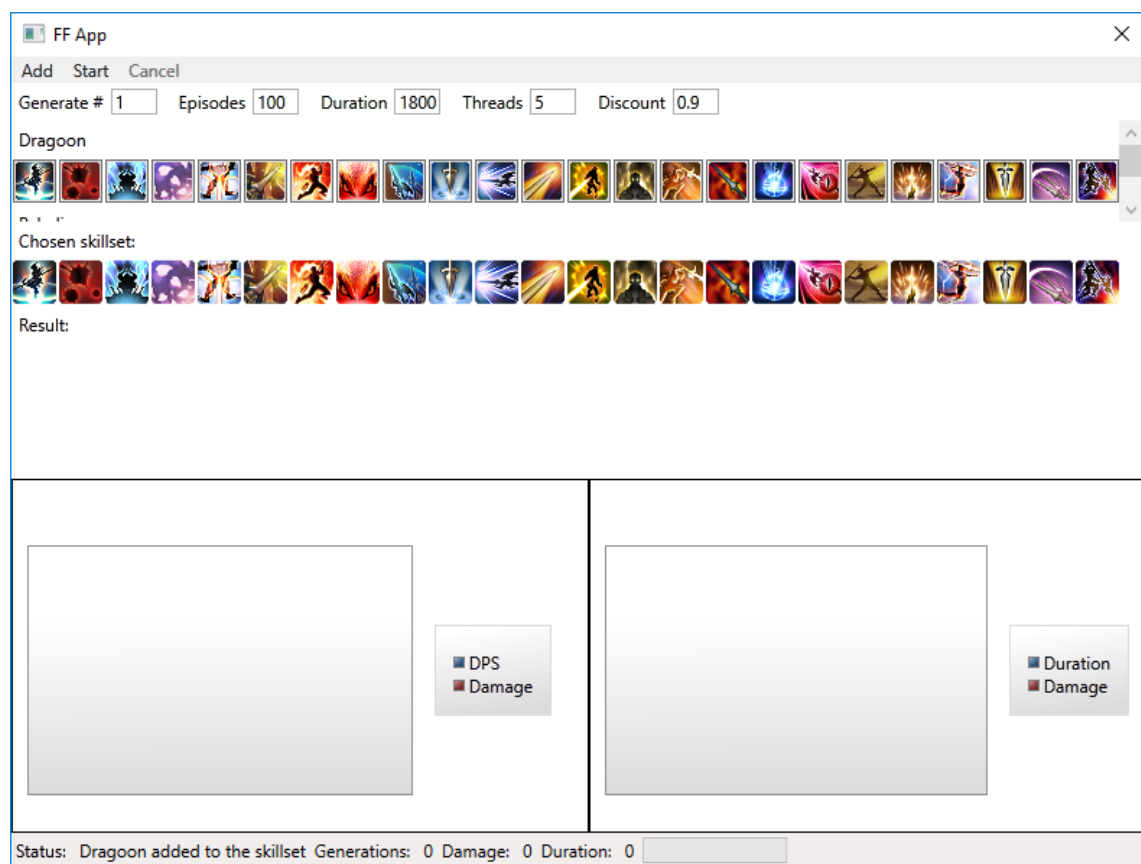 FF App
Add Start Cancel
Generate # 1 Episodes 100 Duration 1800 Threads 5 Discount 0.9
Dragoon
Chosen skillset:
Result:
DPS
Damage
Duration
Damage
Status: Dragoon added to the skillset Generations: 0 Damage: 0 Duration: 0